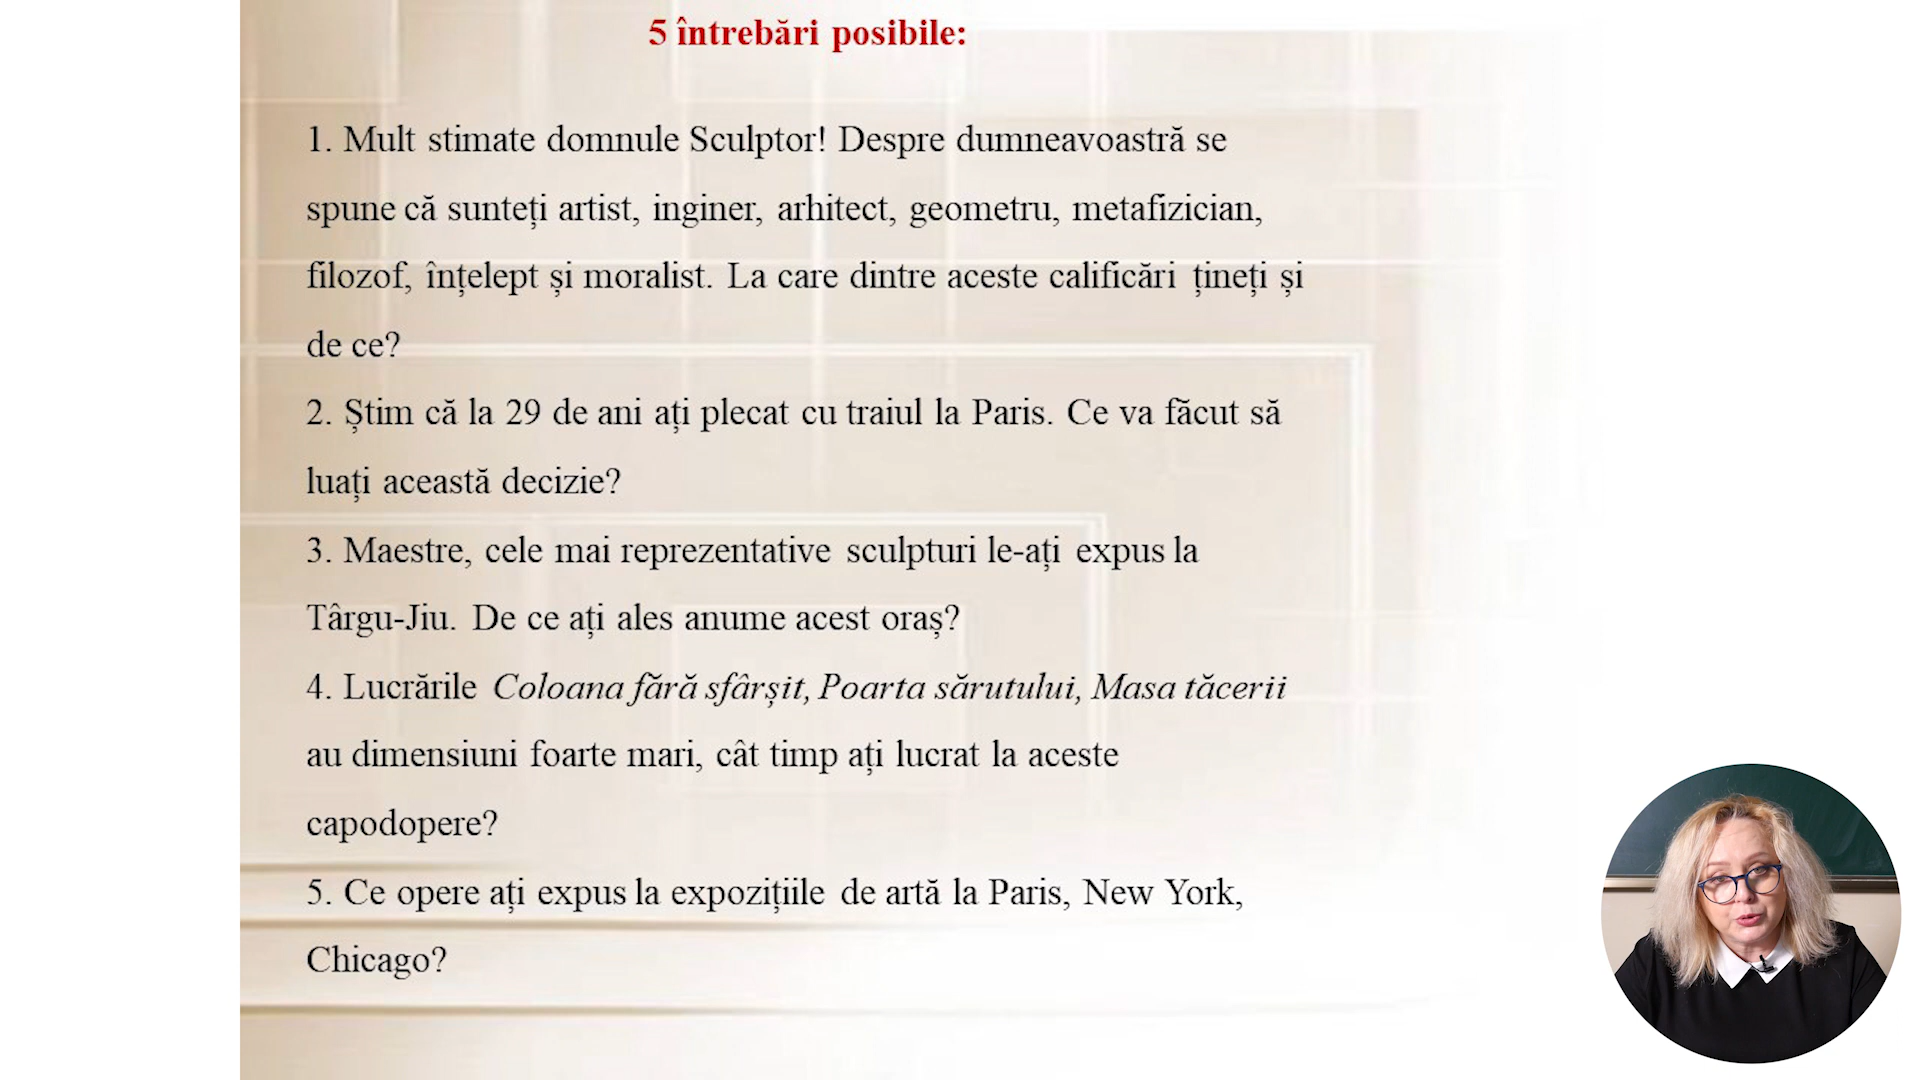 5 întrebări posibile:
1. Mult stimate domnule Sculptor! Despre dumneavoastră se
spune că sunteți artist, inginer, arhitect, geometru, metafizician,
filozof, înțelept și moralist. La care dintre aceste calificări țineți și
de ce?
2. Știm că la 29 de ani ați plecat cu traiul la Paris. Ce va făcut să
luați această decizie?
3. Maestre, cele mai reprezentative sculpturi le-ați expus la
Târgu-Jiu. De ce ați ales anume acest oraș?
4. Lucrările Coloana fără sfârșit, Poarta sărutului, Masa tăcerii
au dimensiuni foarte mari, cât timp ați lucrat la aceste
capodopere?
5. Ce opere ați expus la expozițiile de artă la Paris, New York,
Chicago?